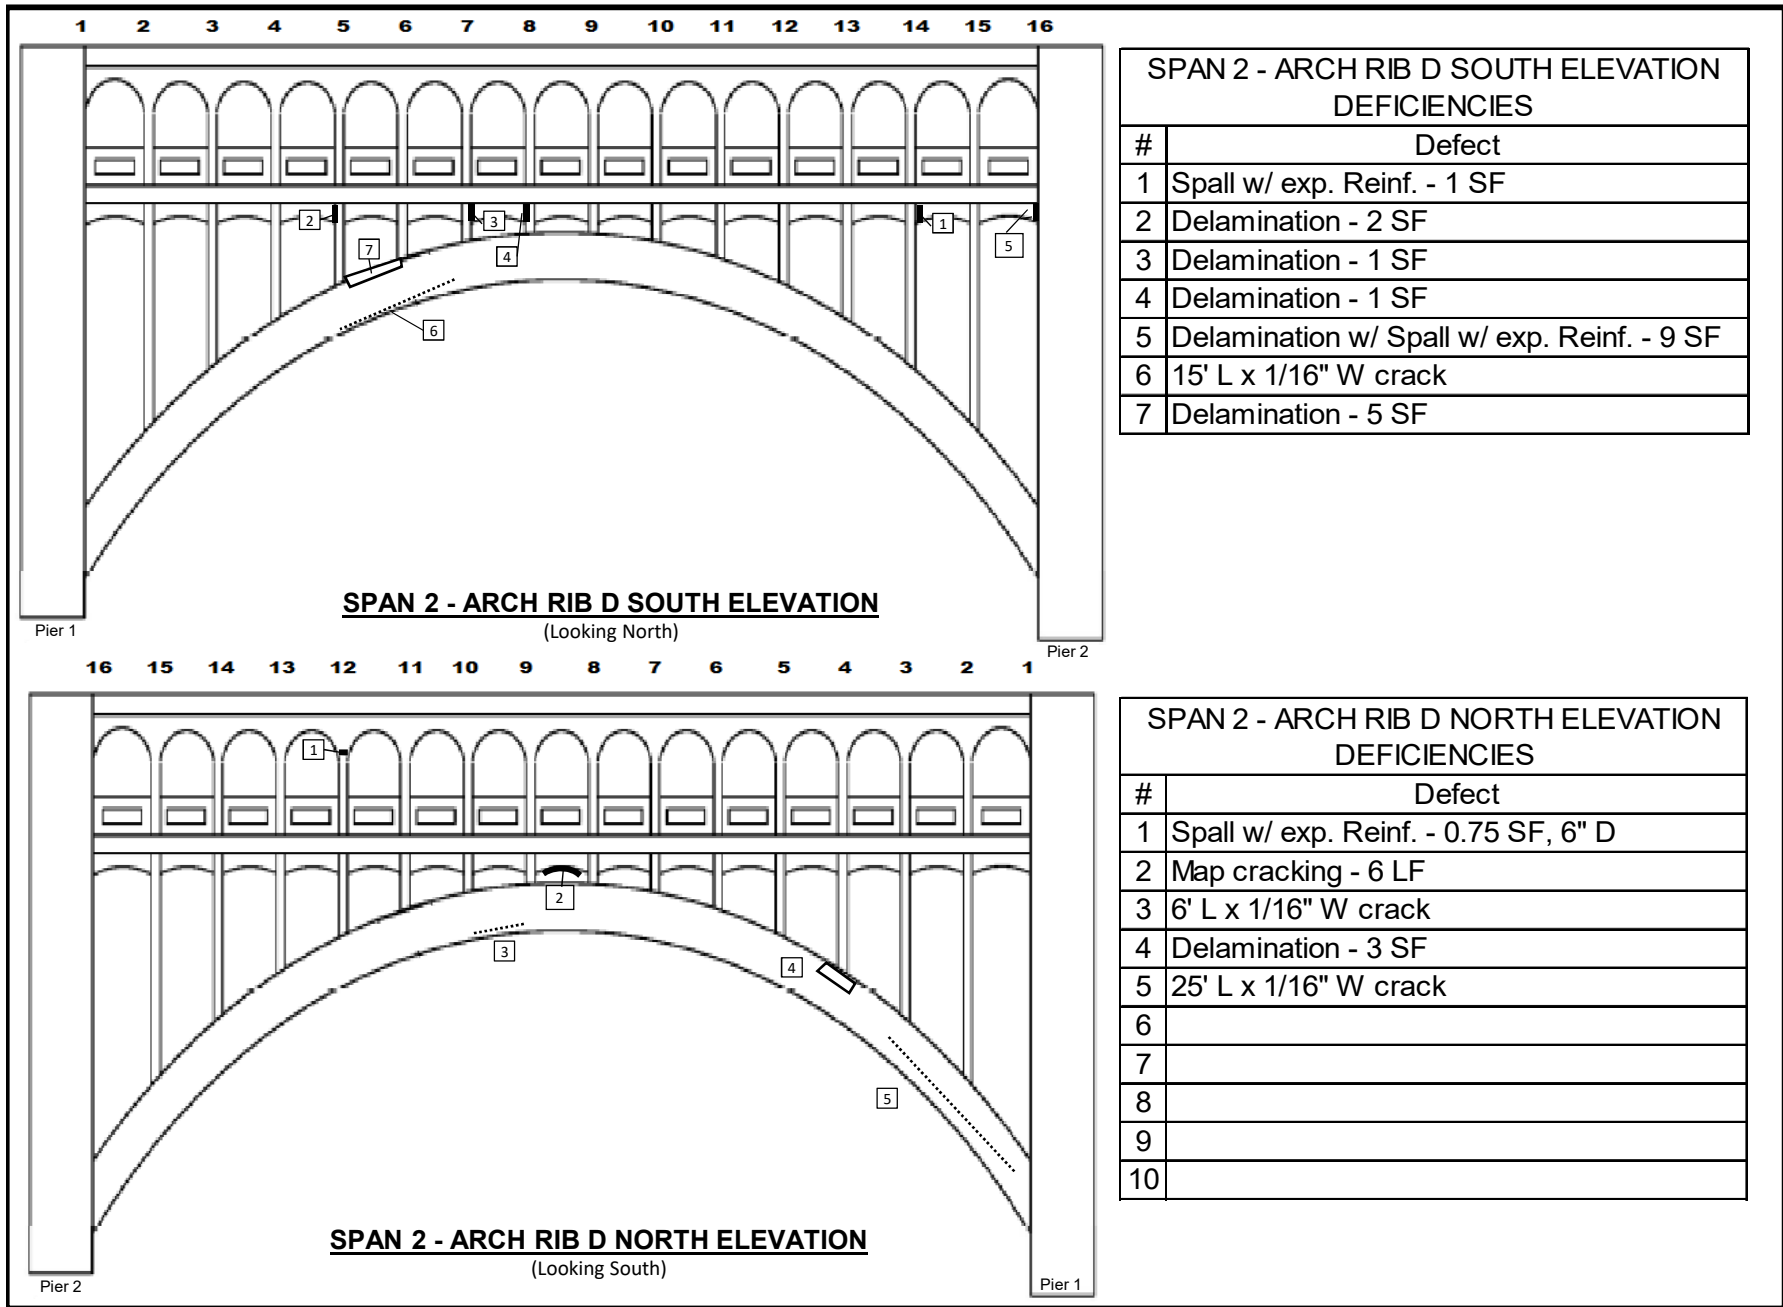 1 2 3 4 5 6 7 8 9 10 11 12 13 14 15 16
2
3
4
1
5
7
6
SPAN 2 - ARCH RIB D SOUTH ELEVATION
(Looking North)
Pier 1
Pier 2
SPAN 2 - ARCH RIB D SOUTH ELEVATION
DEFICIENCIES
# Defect
1 Spall w/ exp. Reinf. - 1 SF
2 Delamination - 2 SF
3 Delamination - 1 SF
4 Delamination - 1 SF
5 Delamination w/ Spall w/ exp. Reinf. - 9 SF
6 15' L x 1/16" W crack
7 Delamination - 5 SF
16 15 14 13 12 11 10 9 8 7 6 5 4 3 2 1
1
2
3
4
5
SPAN 2 - ARCH RIB D NORTH ELEVATION
(Looking South)
Pier 2
Pier 1
SPAN 2 - ARCH RIB D NORTH ELEVATION
DEFICIENCIES
# Defect
1 Spall w/ exp. Reinf. - 0.75 SF, 6" D
2 Map cracking - 6 LF
3 6' L x 1/16" W crack
4 Delamination - 3 SF
5 25' L x 1/16" W crack
6
7
8
9
10